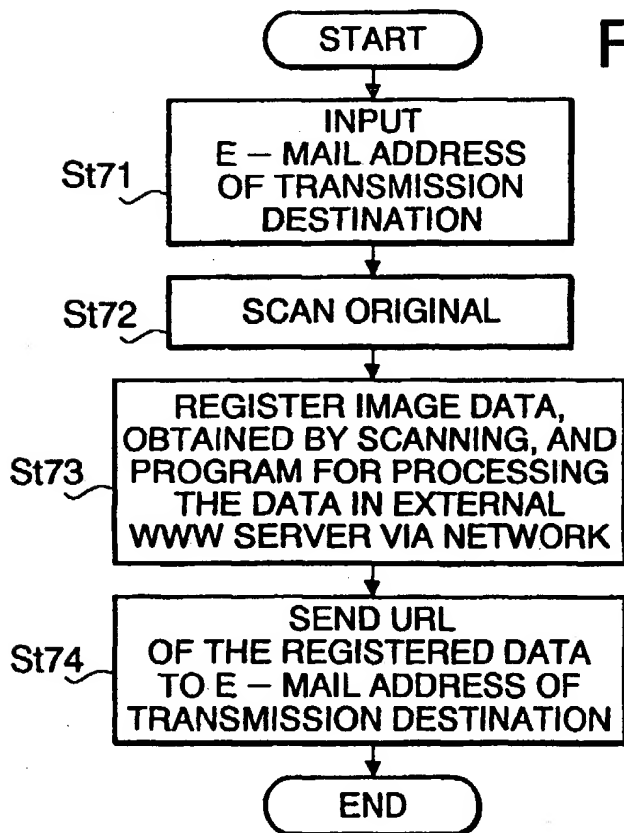 START
F
INPUT
E – MAIL ADDRESS
OF TRANSMISSION
DESTINATION
St71
SCAN ORIGINAL
St72
REGISTER IMAGE DATA,
OBTAINED BY SCANNING, AND
PROGRAM FOR PROCESSING
THE DATA IN EXTERNAL
WWW SERVER VIA NETWORK
St73
SEND URL
OF THE REGISTERED DATA
TO E – MAIL ADDRESS OF
TRANSMISSION DESTINATION
St74
END